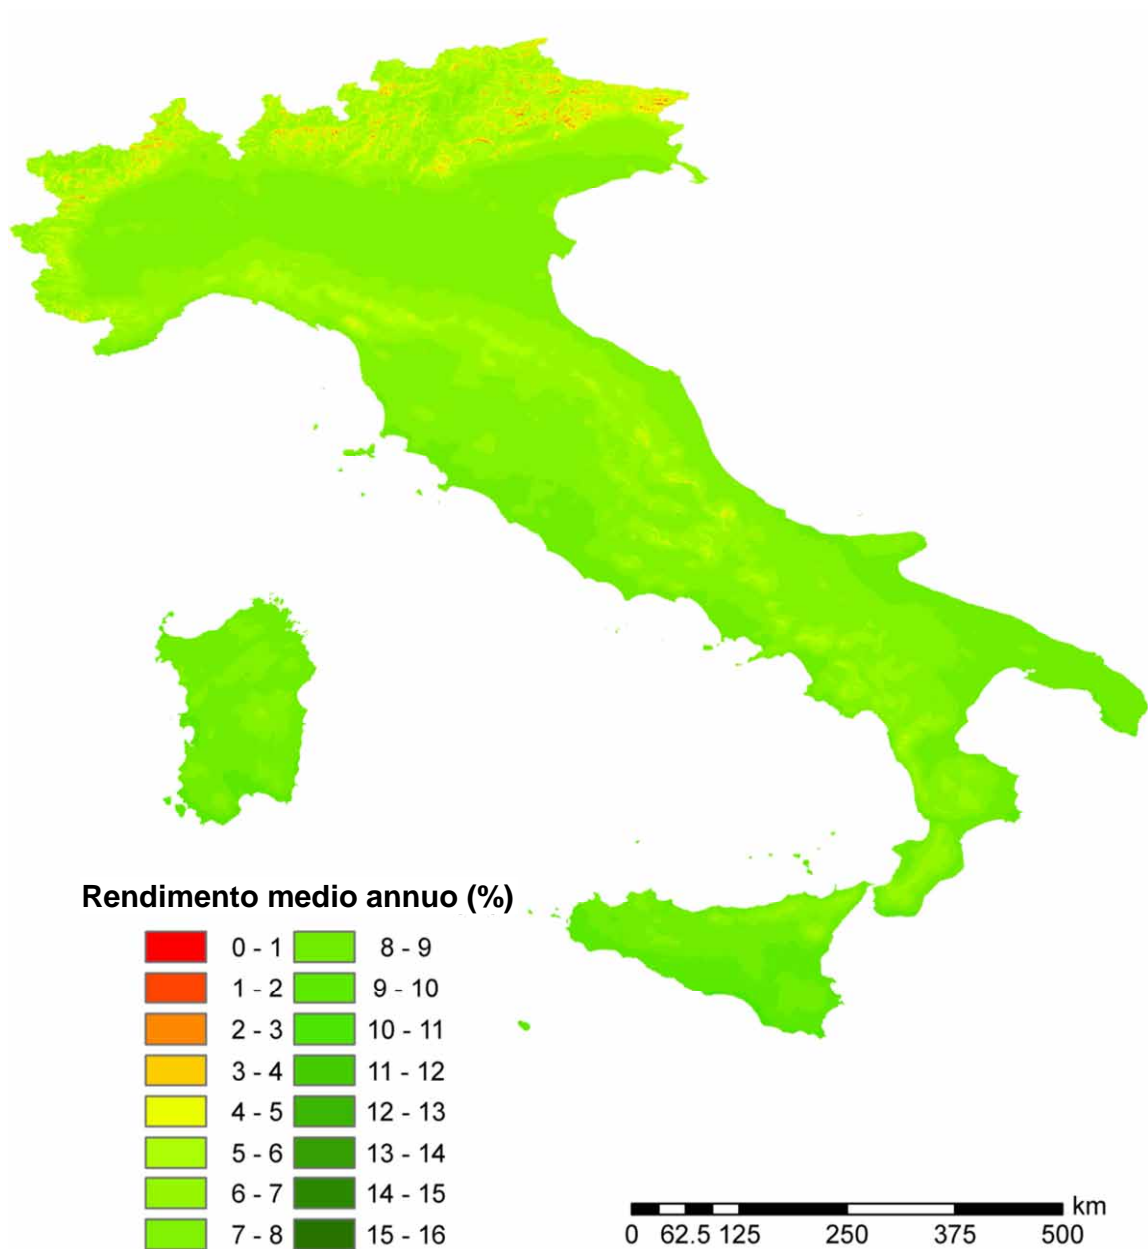 Rendimento medio annuo (%)
0 - 1 8 - 9
1 - 2 9 - 10
2 - 3 10 - 11
3 - 4 11 - 12
4 - 5 12 - 13
5 - 6 13 - 14
6 - 7 14 - 15
7 - 8 15 - 16
km
0 62.5 125 250 375 500